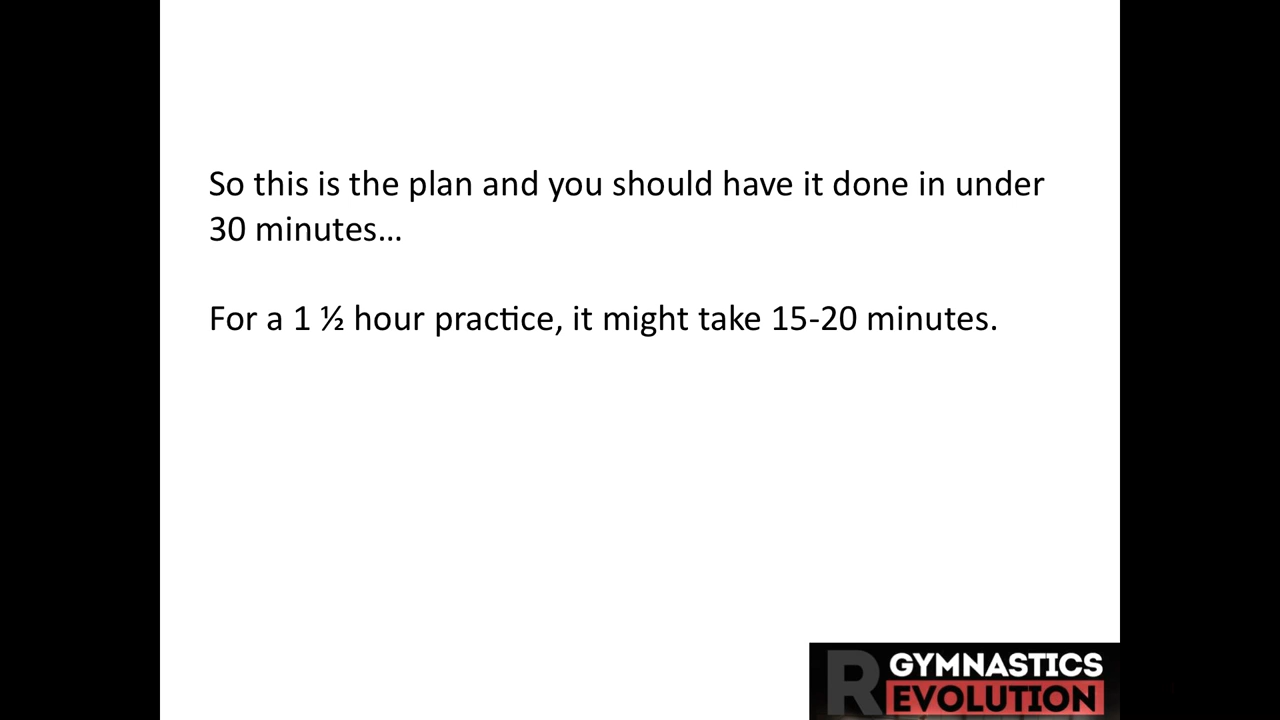 So this is the plan and you should have it done in under
30 minutes…
For a 1 ½ hour practice, it might take 15-20 minutes.
R GYMNASTICS
EVOLUTION